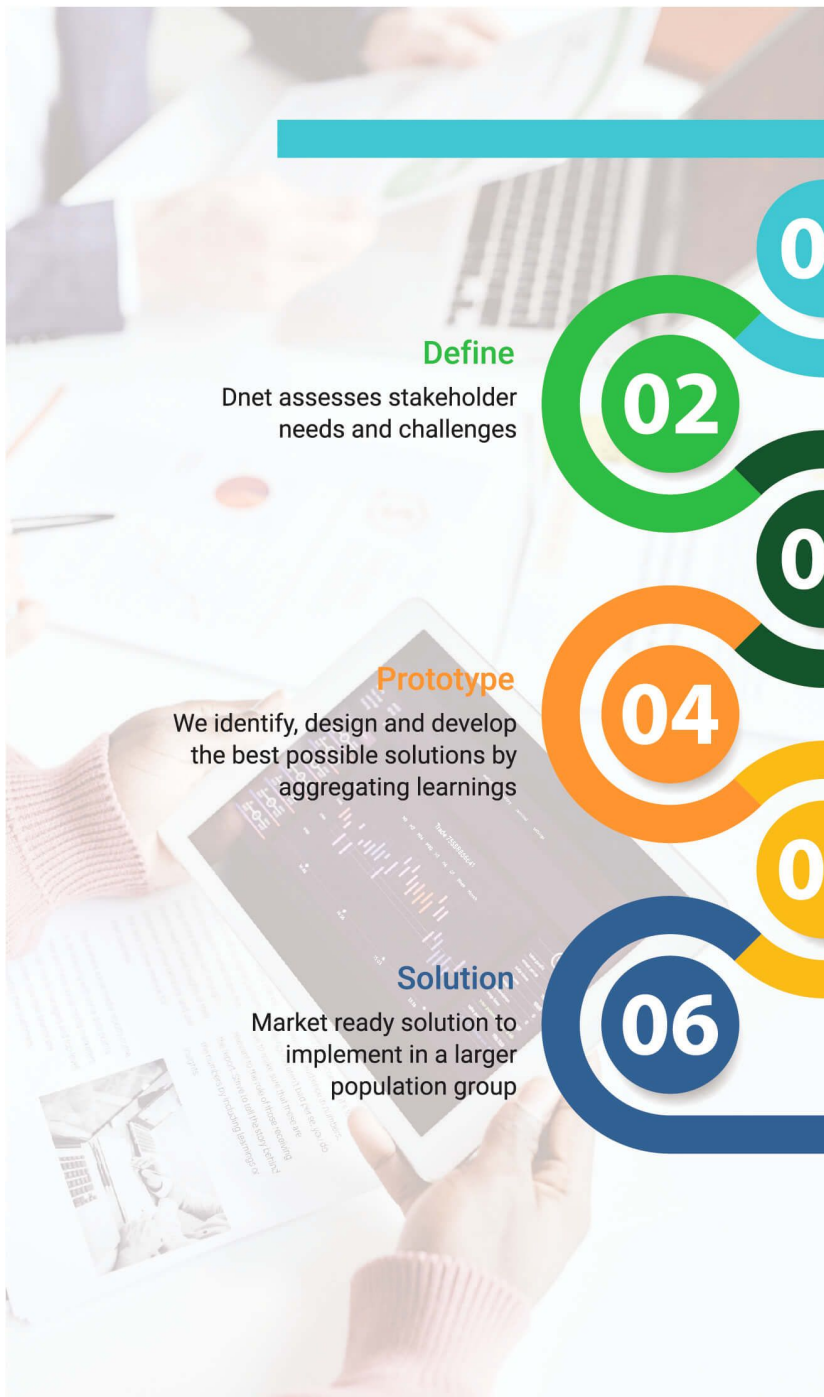 0
Define
Dnet assesses stakeholder
needs and challenges
02
0
Prototype
We identify, design and develop
the best possible solutions by
aggregating learnings
04
0
Solution
Market ready solution to
implement in a larger
population group
06